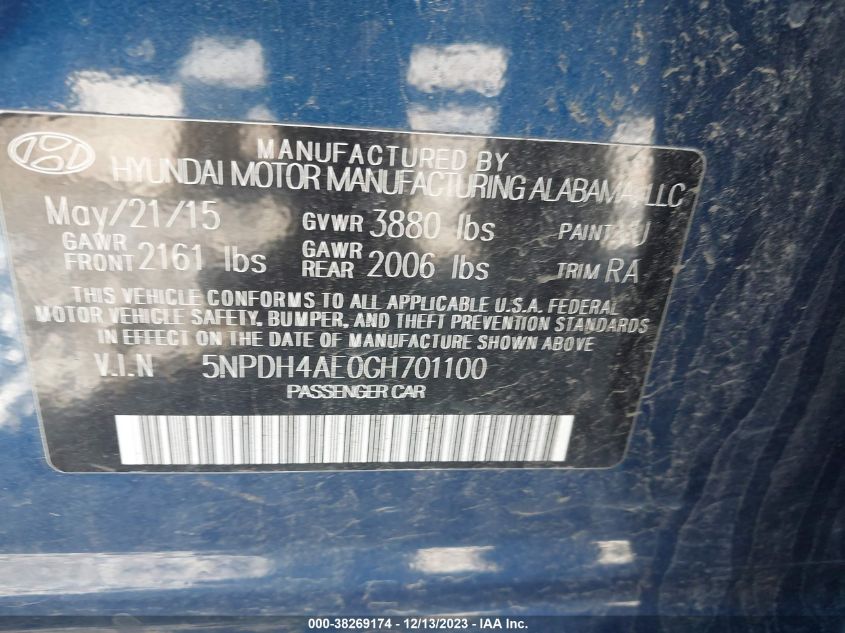 MANUFACTURED BY
HYUNDAI MOTOR MANUFACTURING ALABAMA, LLC
May/21/15 GVWR 3880 lbs PAINT
GAWR FRONT 2161 lbs GAWR REAR 2006 lbs TRIM RA
THIS VEHICLE CONFORMS TO ALL APPLICABLE U.S.A. FEDERAL
MOTOR VEHICLE SAFETY, BUMPER, AND THEFT PREVENTION STANDARDS
IN EFFECT ON THE DATE OF MANUFACTURE SHOWN ABOVE
V.I.N 5NPDH4AE0GH701100
PASSENGER CAR
000-38269174 / 12/13/2023 - IAA Inc.